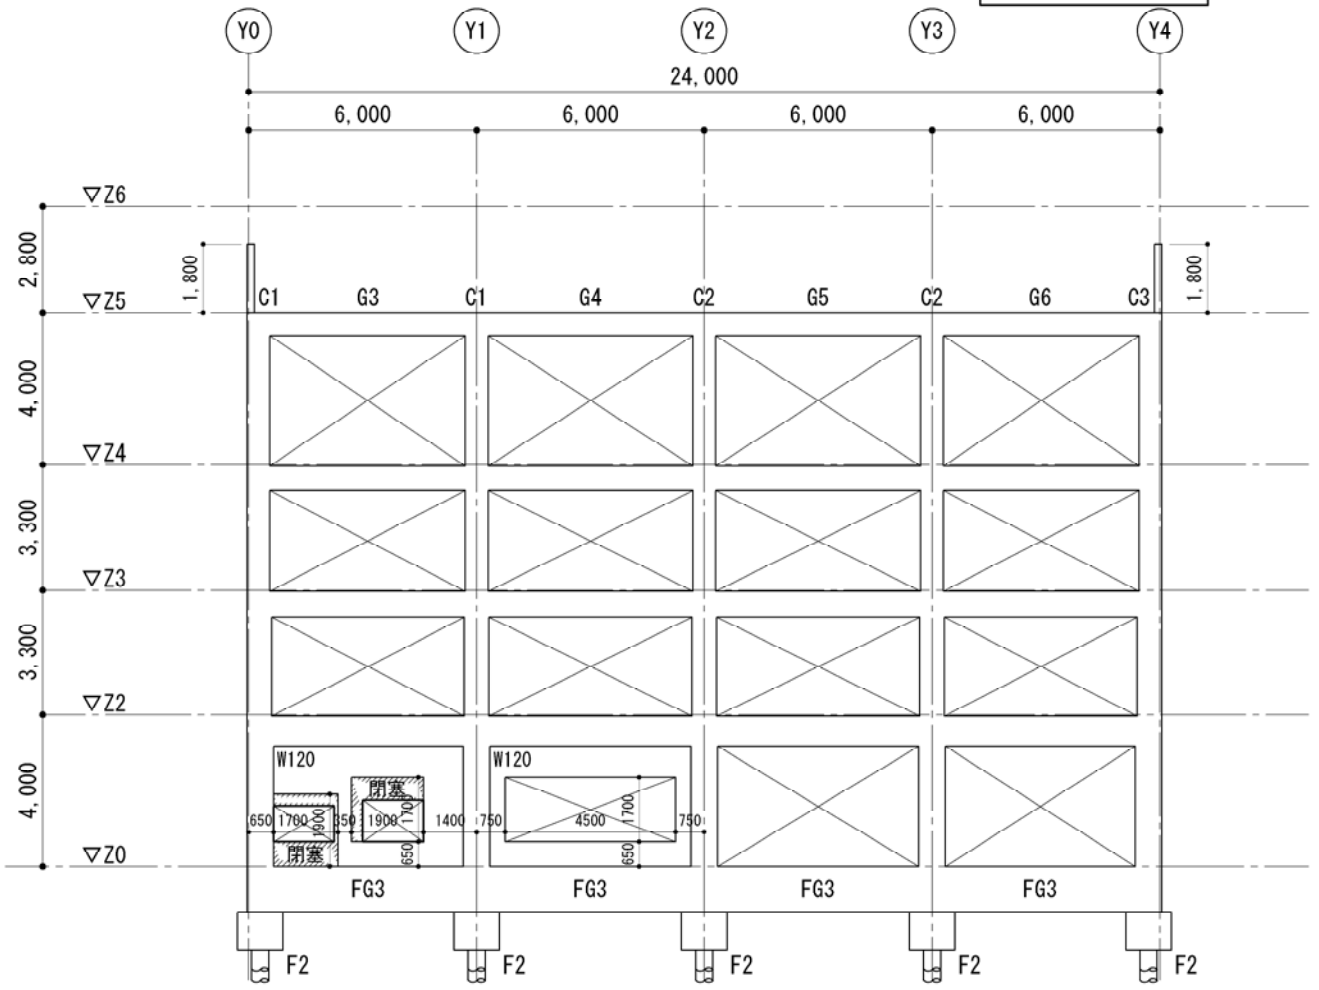 Y0 Y1 Y2 Y3 Y4
24,000
6,000 6,000 6,000 6,000
▽Z6
2,800
1,800 1,800
▽Z5 C1 G3 C1 G4 C2 G5 C2 G6 C3
4,000
▽Z4
3,300
▽Z3
3,300
▽Z2
W120 W120
4,000
閉塞
1700 1700
650 1700 1900 350 1900 1400 750 4500 750
閉塞 650 650
▽Z0
FG3 FG3 FG3 FG3
F2 F2 F2 F2 F2